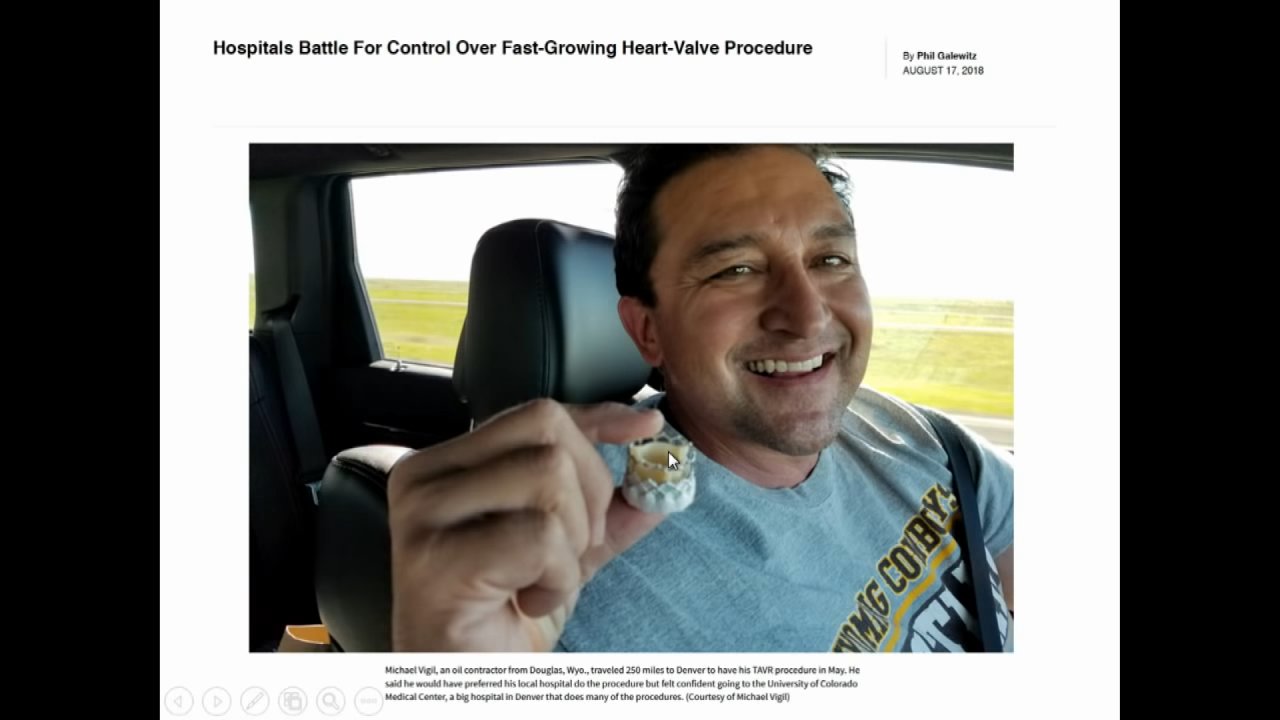 Hospitals Battle For Control Over Fast-Growing Heart-Valve Procedure
By Phil Galewitz
AUGUST 17, 2018
COWBOYS
Michael Vigil, an oil contractor from Douglas, Wyo., traveled 250 miles to Denver to have his TAVR procedure in May. He
said he would have preferred his local hospital do the procedure but felt confident going to the University of Colorado
Medical Center, a big hospital in Denver that does many of the procedures. (Courtesy of Michael Vigil)